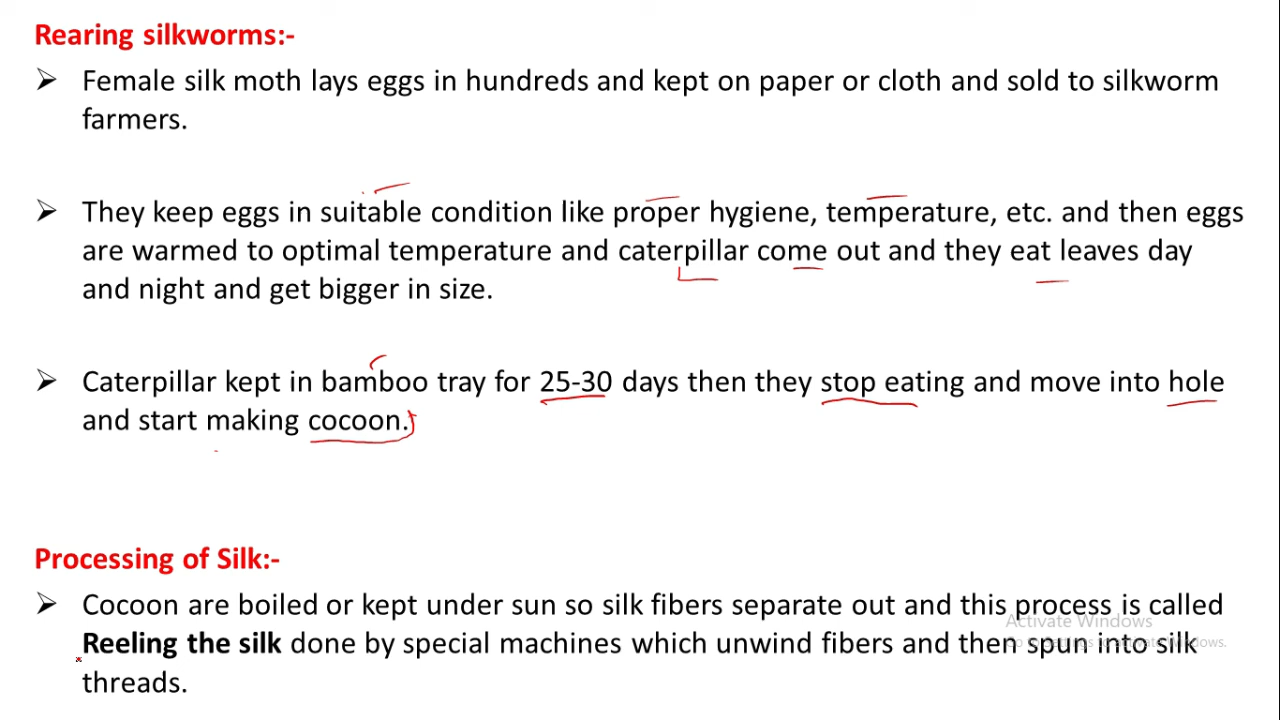 Rearing silkworms:-
➢ Female silk moth lays eggs in hundreds and kept on paper or cloth and sold to silkworm
farmers.
➢ They keep eggs in suitable condition like proper hygiene, temperature, etc. and then eggs
are warmed to optimal temperature and caterpillar come out and they eat leaves day
and night and get bigger in size.
➢ Caterpillar kept in bamboo tray for 25-30 days then they stop eating and move into hole
and start making cocoon.
Processing of Silk:-
➢ Cocoon are boiled or kept under sun so silk fibers separate out and this process is called
Reeling the silk done by special machines which unwind fibers and then spun into silk
threads.
Activate Windows
Go to Settings to activate Windows.